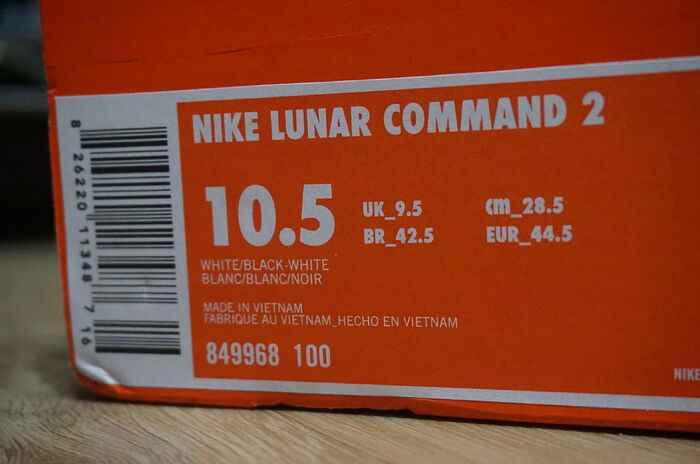 NIKE LUNAR COMMAND 2
10.5
UK_9.5 cm_28.5
BR_42.5 EUR_44.5
WHITE/BLACK-WHITE
BLANC/BLANC/NOIR
MADE IN VIETNAM
FABRIQUE AU VIETNAM_HECHO EN VIETNAM
849968 100
8 26220 11348 7 16
NIKE